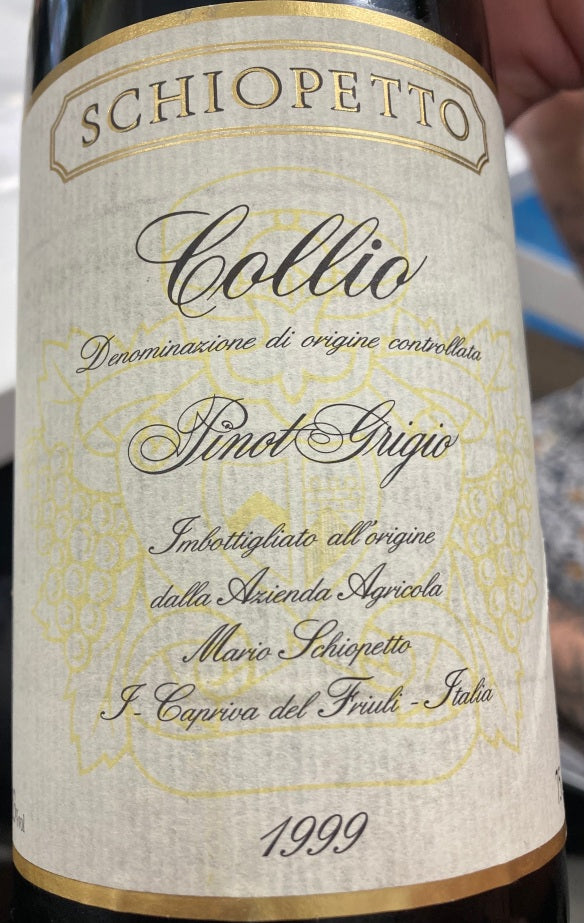 SCHIOPETTO
Collio
Denominazione di origine controllata
Pinot Grigio
Imbottigliato all'origine
dalla Azienda Agricola
Mario Schiopetto
I - Capriva del Friuli - Italia
1999